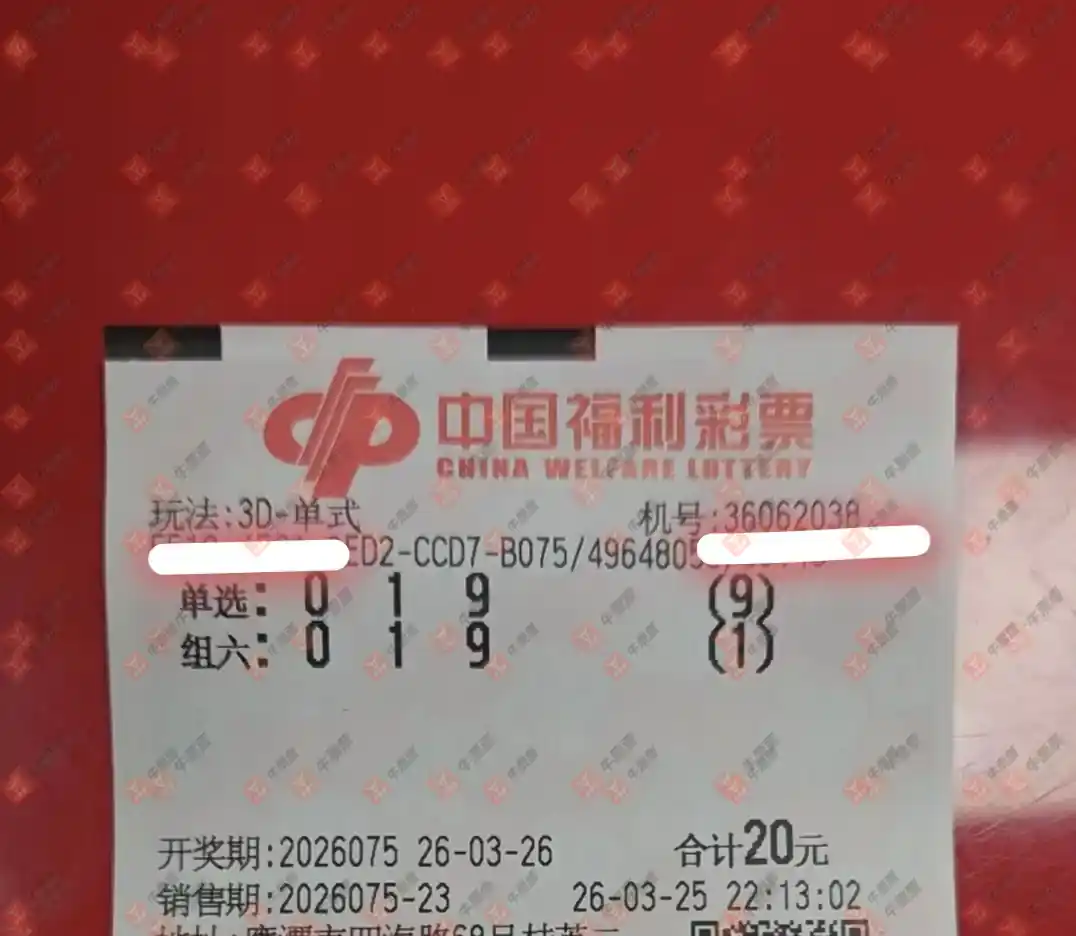 中国福利彩票
CHINA WELFARE LOTTERY
玩法:3D-单式 机号:36062038
ED2-CCD7-B075/4964805
单选: 0 1 9 (9)
组六: 0 1 9 (1)
开奖期:2026075 26-03-26 合计20元
销售期:2026075-23 26-03-25 22:13:02